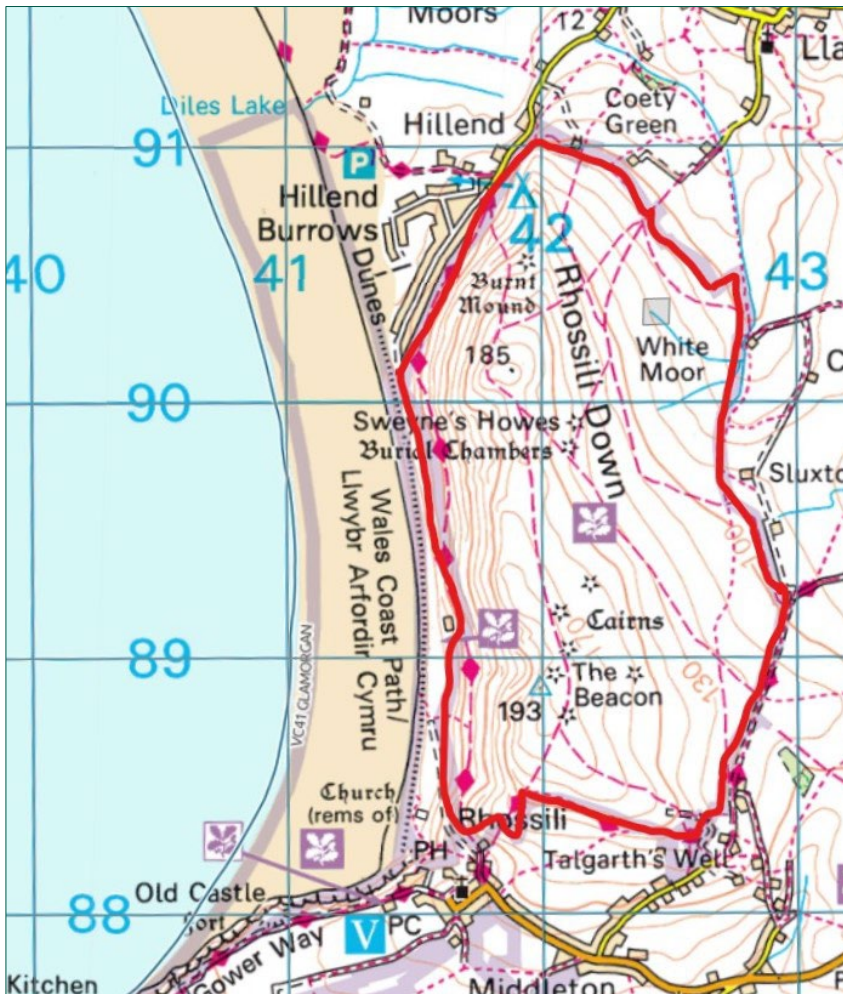 Moors
12
Lla
Diles Lake
Coety
Green
Hillend
91
P
Hillend
Burrows
42
40
41
43
Dunes
Burnt
Mound
Rhossili Down
185
White
Moor
C
90
Sweyne's Howes
Burial Chambers
Sluxto
Wales Coast Path/
Llwybr Arfordir Cymru
100
Cairns
VC41 GLAMORGAN
89
The
Beacon
193
130
Church
(rems of)
Rhossili
PH
Talgarth's Well
Old Castle
Fort
88
V
PC
Gower Way
Kitchen
Middleton
F